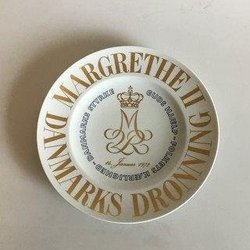 MARGRETHE II
DANMARKS DRONNING
GUDS HJÆLP - FOLKETS KÆRLIGHED - DANMARKS STYRKE
14. Januar 1972